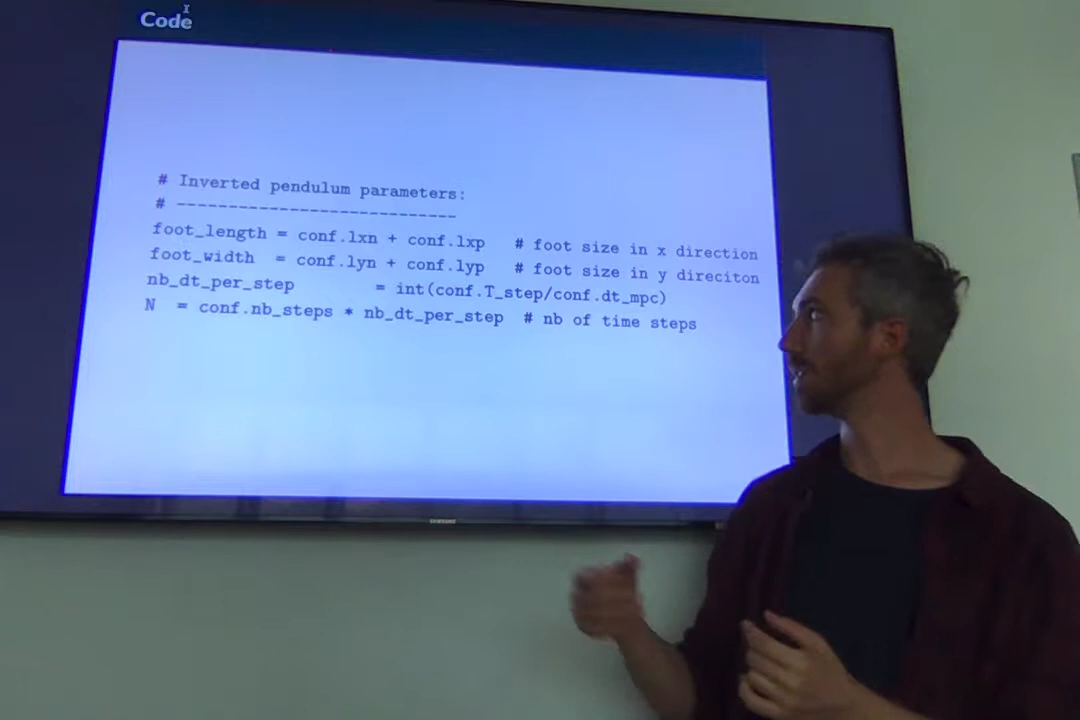 Code
# Inverted pendulum parameters:
# ---------------------------
foot_length = conf.lxn + conf.lxp   # foot size in x direction
foot_width  = conf.lyn + conf.lyp   # foot size in y direciton
nb_dt_per_step        = int(conf.T_step/conf.dt_mpc)
N  = conf.nb_steps * nb_dt_per_step  # nb of time steps
SAMSUNG